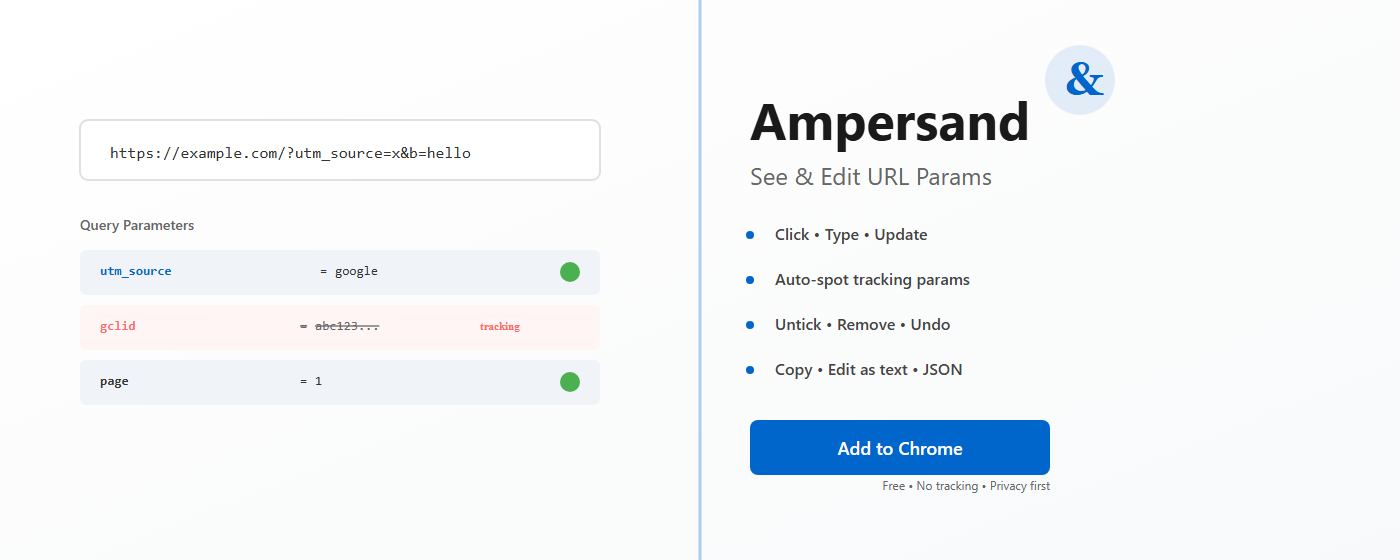 https://example.com/?utm_source=x&b=hello
Query Parameters
utm_source = google
gclid = abc123... tracking
page = 1
&
Ampersand
See & Edit URL Params
• Click • Type • Update
• Auto-spot tracking params
• Untick • Remove • Undo
• Copy • Edit as text • JSON
Add to Chrome
Free • No tracking • Privacy first